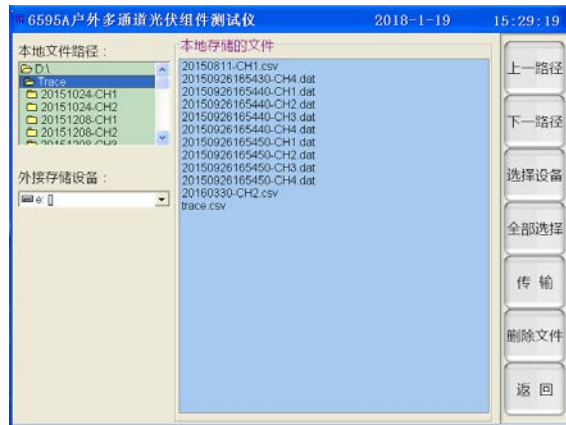 6595A户外多通道光伏组件测试仪 2018-1-19 15:29:19
本地文件路径：
D:\
Trace
20151024-CH1
20151024-CH2
20151208-CH1
20151208-CH2
20151208-CH3
外接存储设备：
e: []
本地存储的文件
20150811-CH1.csv
20150926165430-CH4.dat
20150926165440-CH1.dat
20150926165440-CH2.dat
20150926165440-CH3.dat
20150926165440-CH4.dat
20150926165450-CH1.dat
20150926165450-CH2.dat
20150926165450-CH3.dat
20150926165450-CH4.dat
20160330-CH2.csv
trace.csv
上一路径
下一路径
选择设备
全部选择
传 输
删除文件
返 回